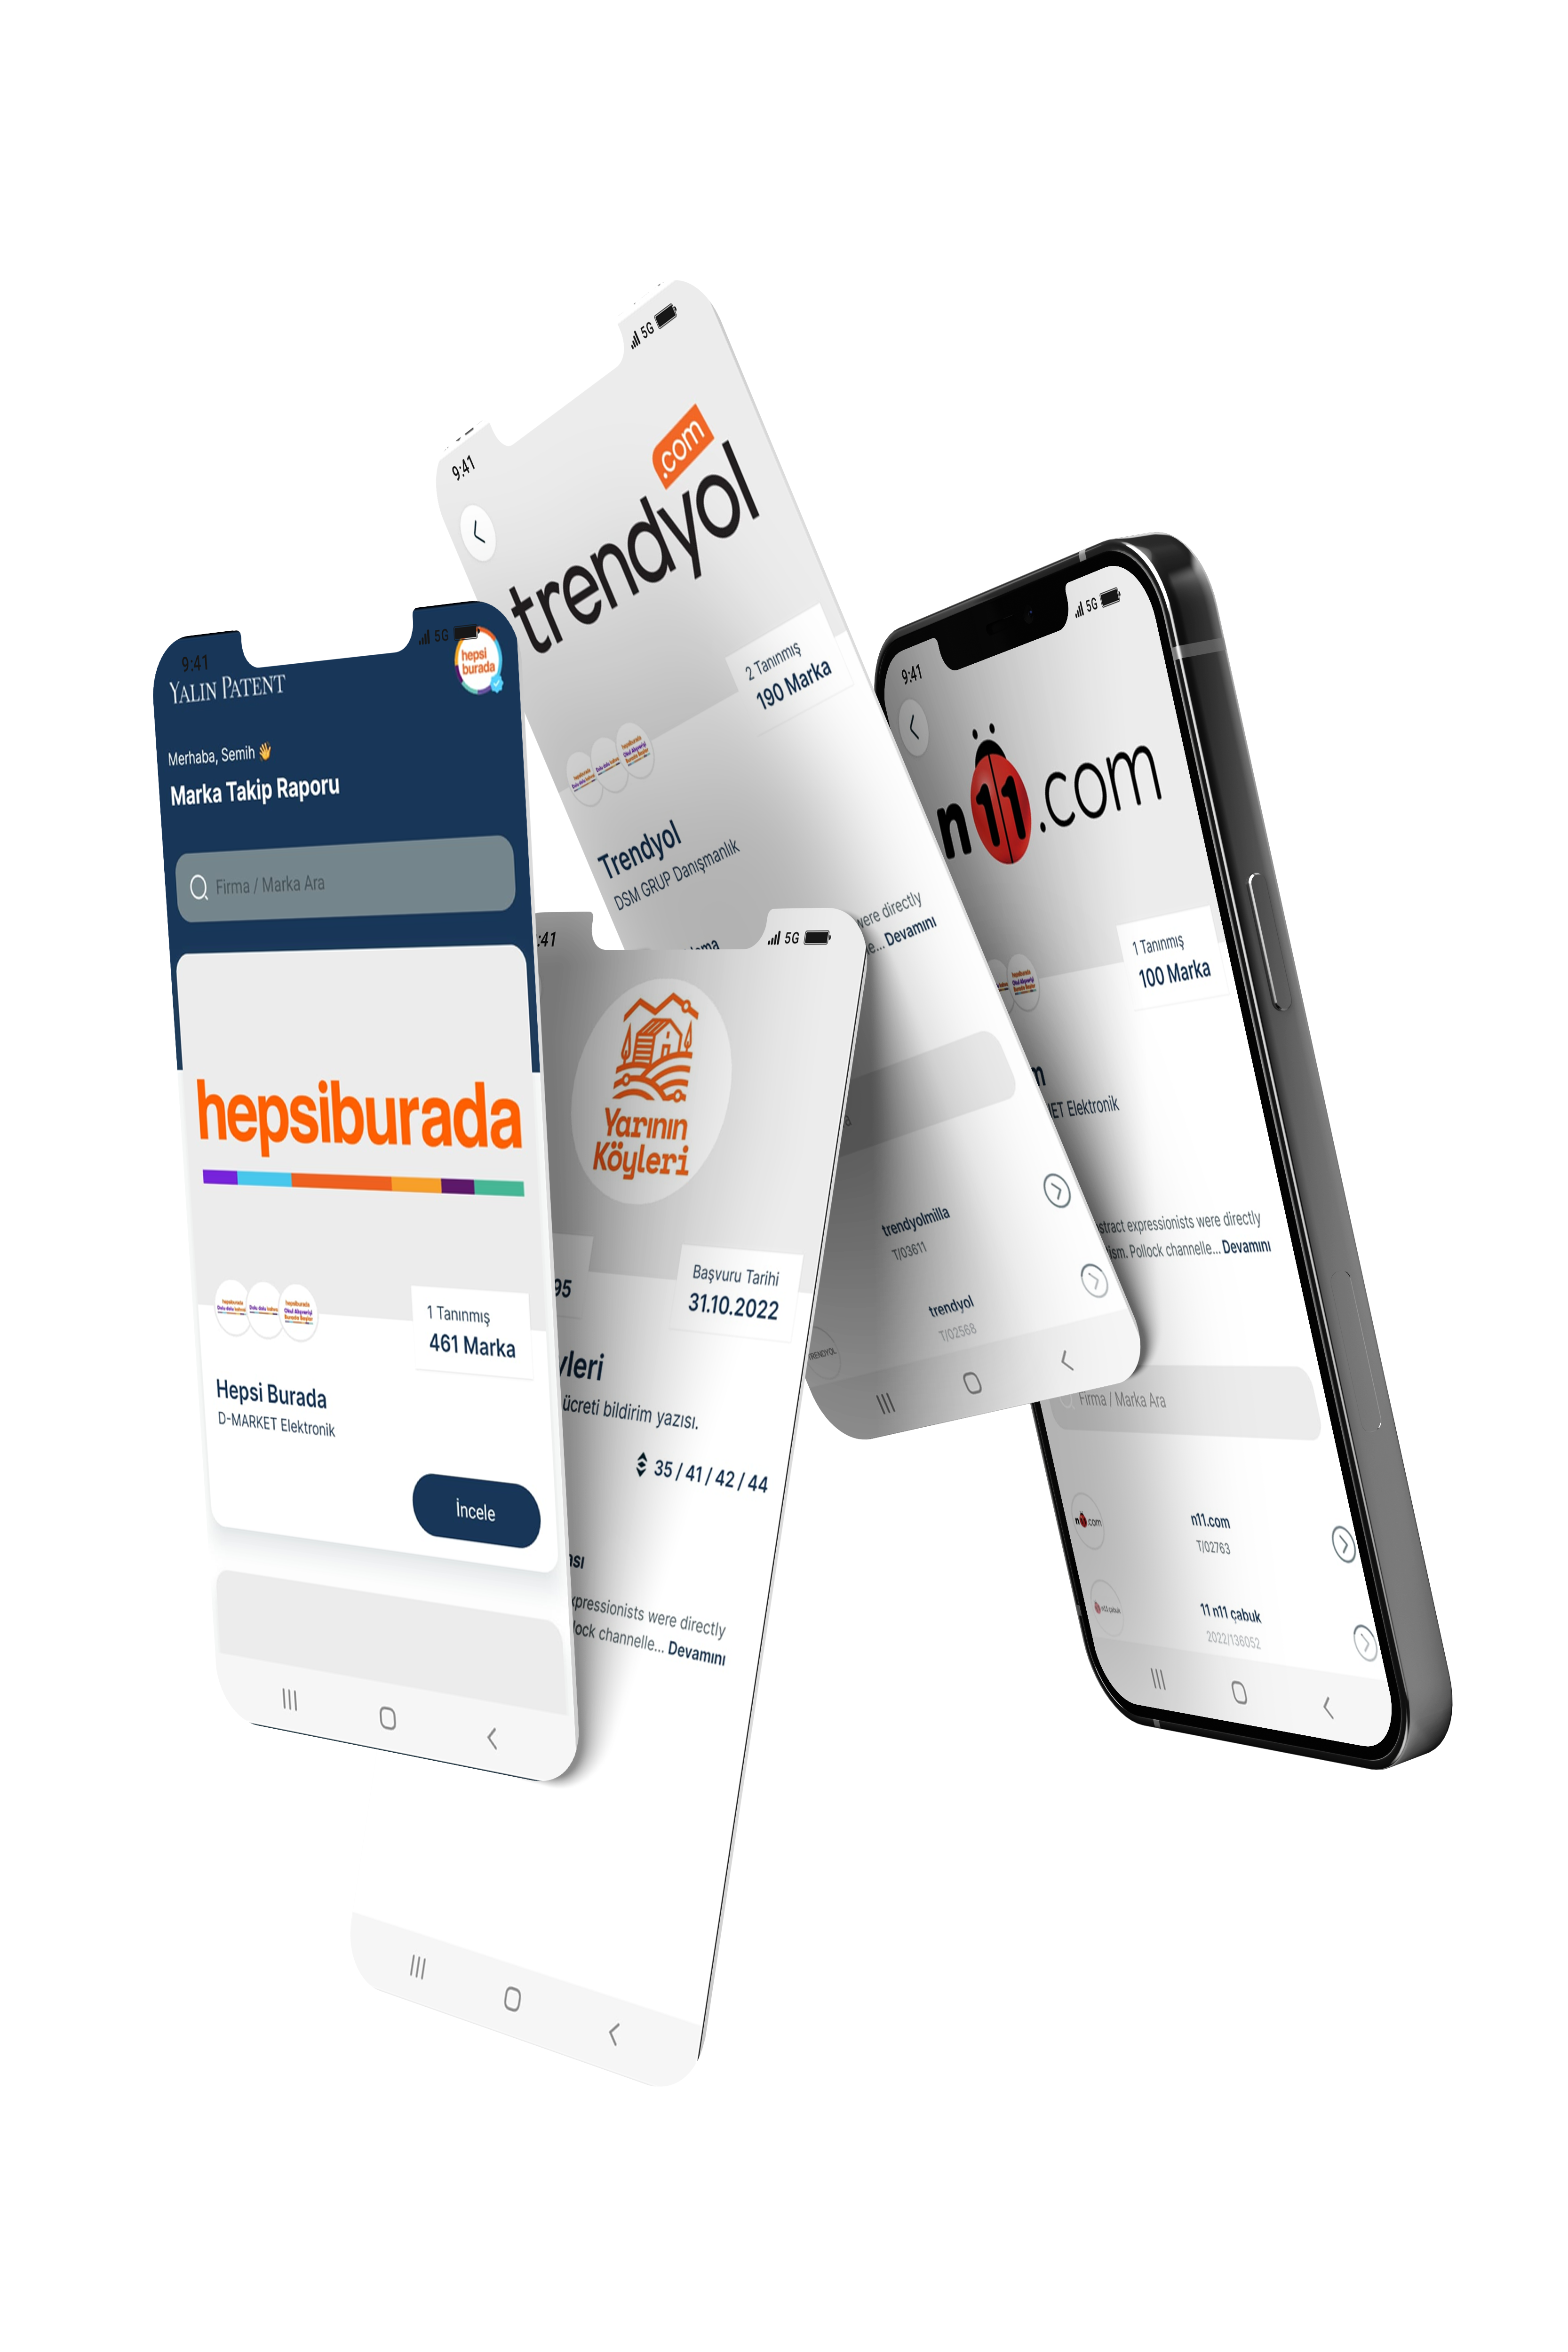 9:41
5G
YALIN PATENT
hepsi
burada
Merhaba, Semih 👋
Marka Takip Raporu
Firma / Marka Ara
hepsiburada
1 Tanınmış
461 Marka
Hepsi Burada
D-MARKET Elektronik
İncele
9:41
5G
trendyol
.com
2 Tanınmış
190 Marka
Trendyol
DSM GRUP Danışmanlık
were directly
Devamını
trendyolmilla
T/03611
trendyol
T/02568
TRENDYOL
:41
5G
Yarının
Köyleri
95
Başvuru Tarihi
31.10.2022
yleri
ücreti bildirim yazısı.
35 / 41 / 42 / 44
ası
xpressionists were directly
lock channelle... Devamını
9:41
5G
n11.com
1 Tanınmış
100 Marka
ET Elektronik
stract expressionists were directly
ism. Pollock channelle... Devamını
Firma / Marka Ara
n11.com
n11.com
T/02763
11 n11 çabuk
2022/136052